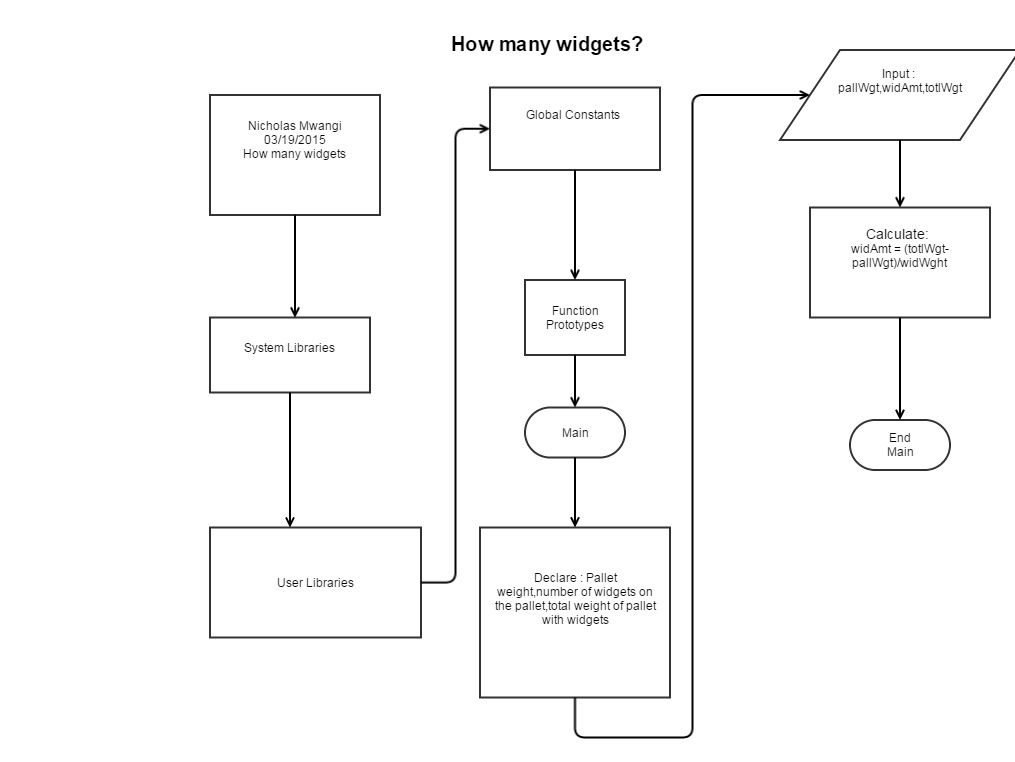 How many widgets?
Nicholas Mwangi
03/19/2015
How many widgets
System Libraries
User Libraries
Global Constants
Function
Prototypes
Main
Declare : Pallet
weight,number of widgets on
the pallet,total weight of pallet
with widgets
Input :
pallWgt,widAmt,totlWgt
Calculate:
widAmt = (totlWgt-
pallWgt)/widWght
End
Main